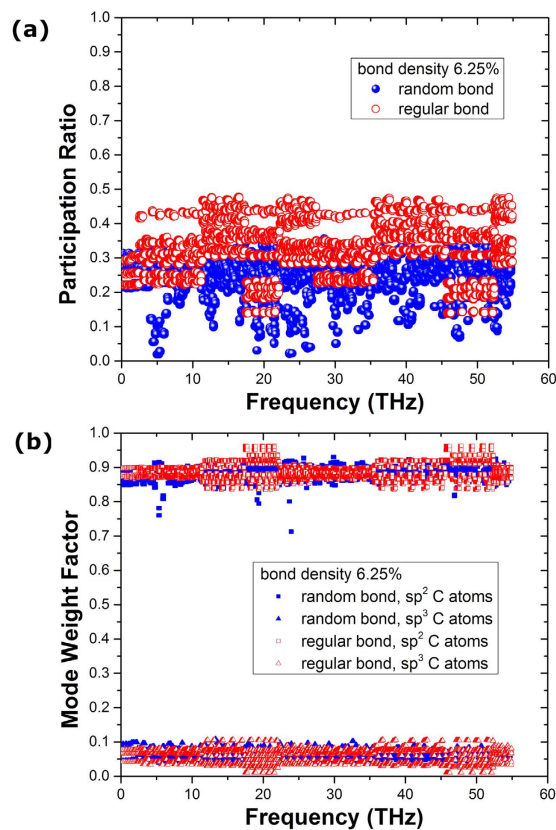 (a)
1.0
0.9
0.8
0.7
0.6
0.5
0.4
0.3
0.2
0.1
0.0
Participation Ratio
bond density 6.25%
random bond
regular bond
0 10 20 30 40 50 60
Frequency (THz)
(b)
1.0
0.9
0.8
0.7
0.6
0.5
0.4
0.3
0.2
0.1
0.0
Mode Weight Factor
bond density 6.25%
random bond, sp² C atoms
random bond, sp³ C atoms
regular bond, sp² C atoms
regular bond, sp³ C atoms
0 10 20 30 40 50 60
Frequency (THz)